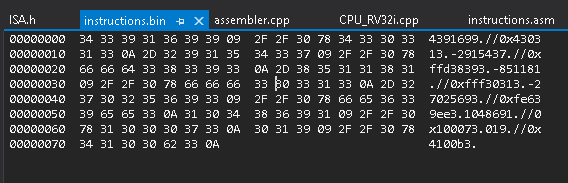 ISA.h instructions.bin assembler.cpp CPU_RV32i.cpp instructions.asm
00000000 34 33 39 31 36 39 39 09 2F 2F 30 78 34 33 30 33 4391699.//0x4303
00000010 31 33 0A 2D 32 39 31 35 34 33 37 09 2F 2F 30 78 13.-2915437.//0x
00000020 66 66 64 33 38 33 39 33 0A 2D 38 35 31 31 38 31 ffd38393.-851181
00000030 09 2F 2F 30 78 66 66 66 33 30 33 31 33 0A 2D 32 .//0xfff30313.-2
00000040 37 30 32 35 36 39 33 09 2F 2F 30 78 66 65 36 33 7025693.//0xfe63
00000050 39 65 65 33 0A 31 30 34 38 36 39 31 09 2F 2F 30 9ee3.1048691.//0
00000060 78 31 30 30 30 37 33 0A 30 31 39 09 2F 2F 30 78 x100073.019.//0x
00000070 34 31 30 30 62 33 0A 4100b3.